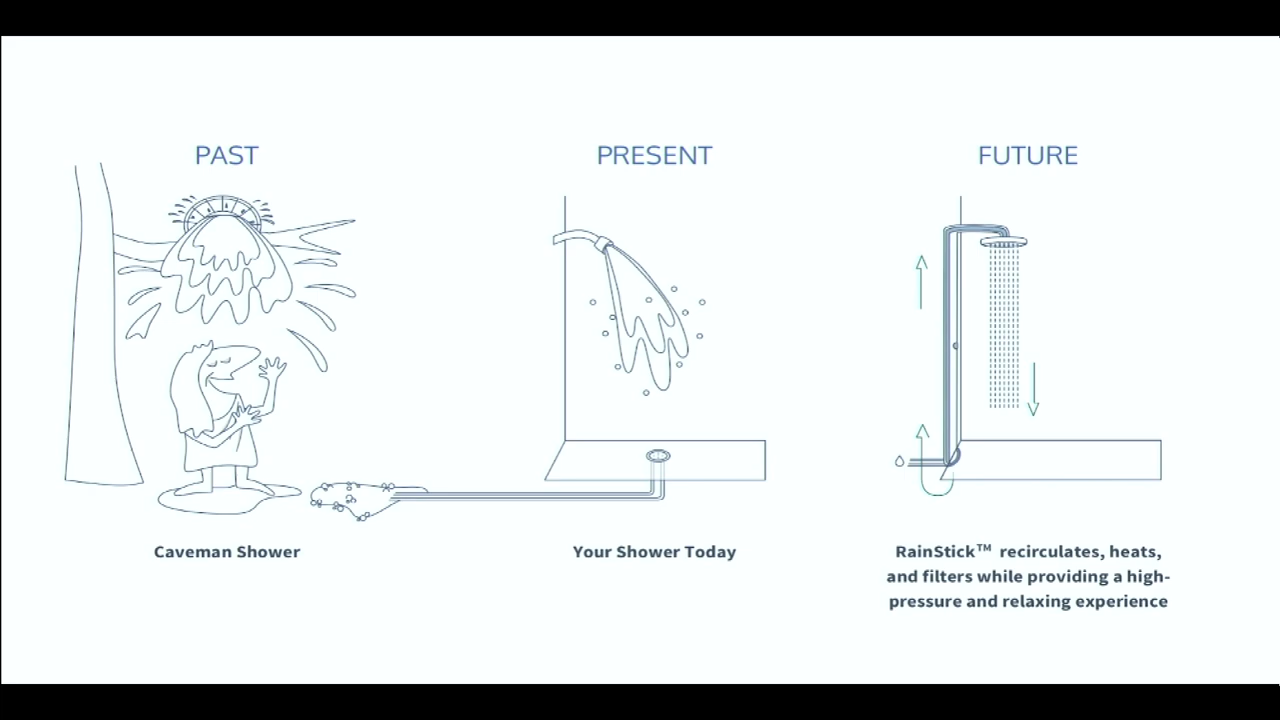 PAST
PRESENT
FUTURE
Caveman Shower
Your Shower Today
RainStick™ recirculates, heats,
and filters while providing a high-
pressure and relaxing experience